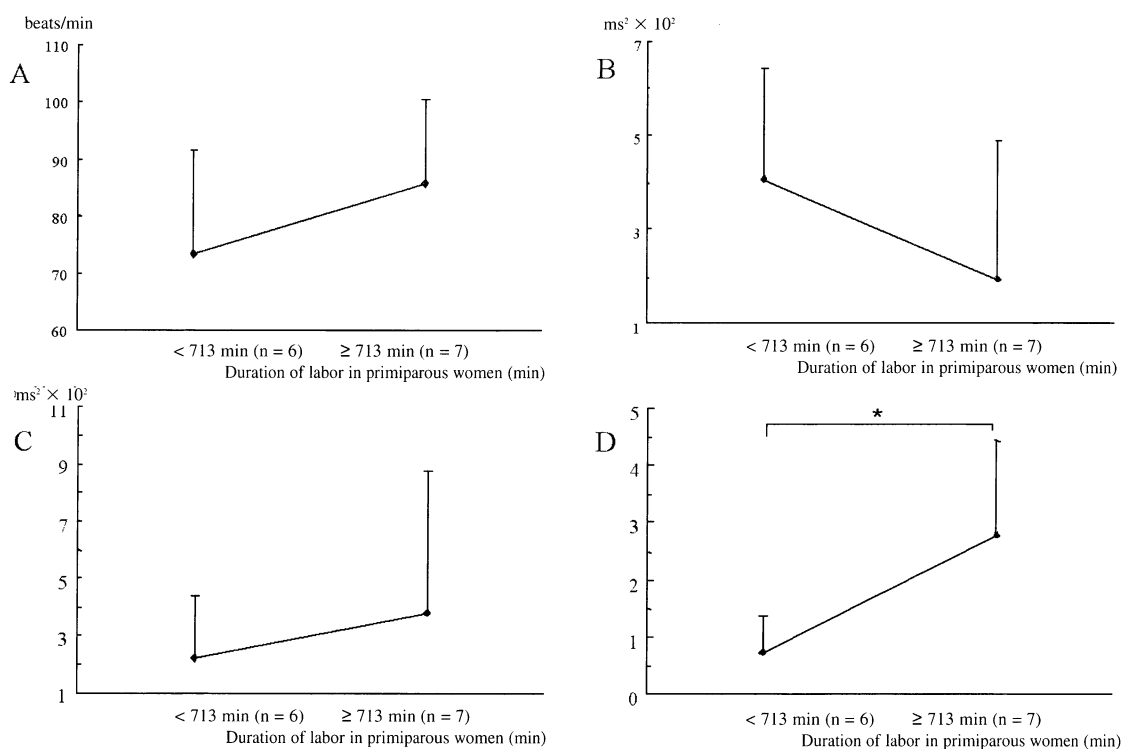 beats/min
A
110
100
90
80
70
60
< 713 min (n = 6) ≥ 713 min (n = 7)
Duration of labor in primiparous women (min)
ms² × 10²
B
7
5
3
1
< 713 min (n = 6) ≥ 713 min (n = 7)
Duration of labor in primiparous women (min)
ms² × 10²
C
11
9
7
5
3
1
< 713 min (n = 6) ≥ 713 min (n = 7)
Duration of labor in primiparous women (min)
D
5
4
3
2
1
0
*
< 713 min (n = 6) ≥ 713 min (n = 7)
Duration of labor in primiparous women (min)